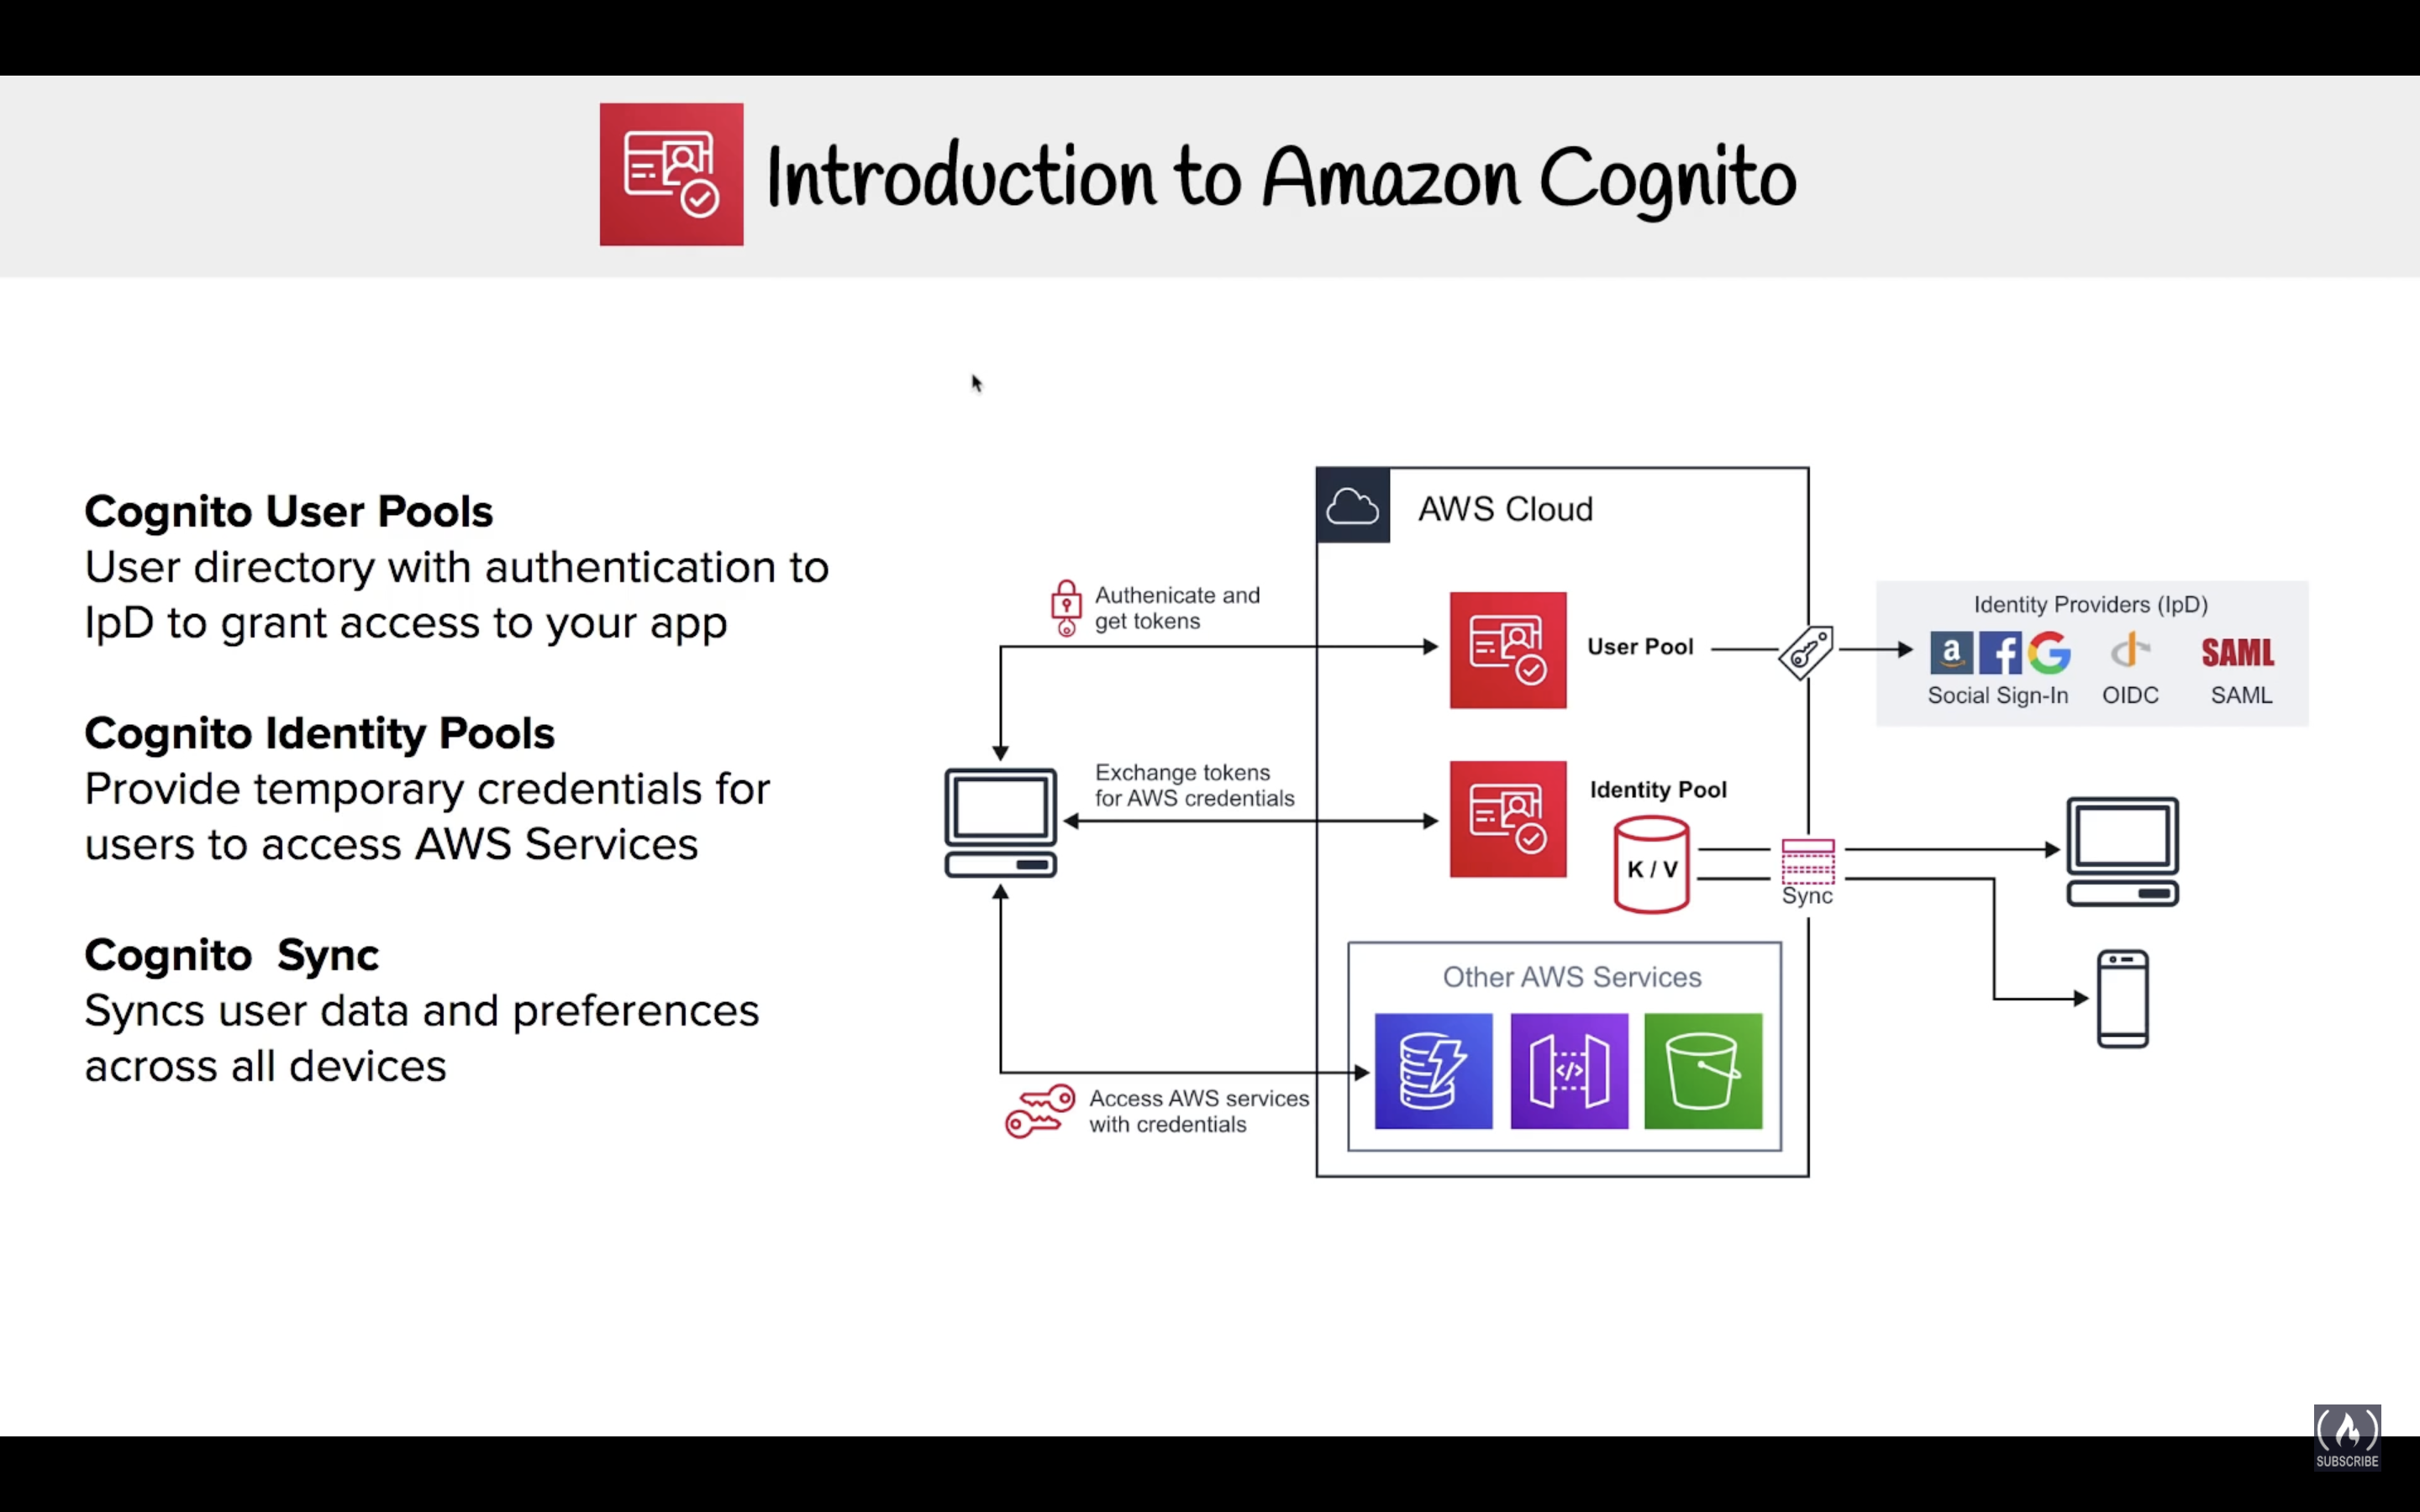 Introduction to Amazon Cognito
Cognito User Pools
User directory with authentication to
IpD to grant access to your app
Cognito Identity Pools
Provide temporary credentials for
users to access AWS Services
Cognito  Sync
Syncs user data and preferences
across all devices
AWS Cloud
Authenicate and
get tokens
User Pool
Identity Providers (IpD)
a f G
SAML
Social Sign-In
OIDC
SAML
Exchange tokens
for AWS credentials
Identity Pool
K / V
Sync
Other AWS Services
</>
Access AWS services
with credentials
SUBSCRIBE